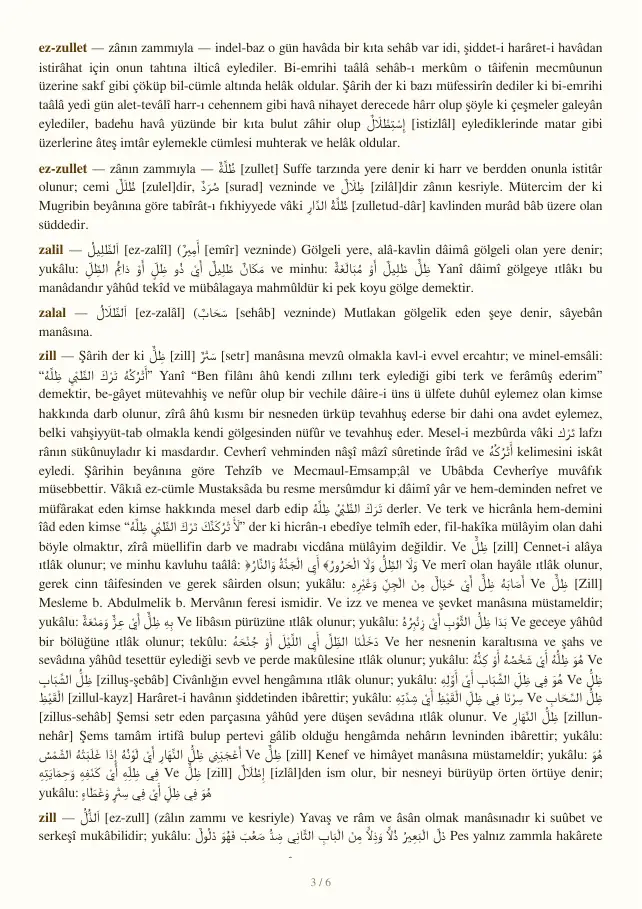 ez-zullet — zânın zammıyla — indel-baz o gün havâda bir kıta sehâb var idi, şiddet-i harâret-i havâdan
istirâhat için onun tahtına ilticâ eylediler. Bi-emrihi taâlâ sehâb-ı merkûm o tâifenin mecmûunun
üzerine sakf gibi çöküp bil-cümle altında helâk oldular. Şârih der ki bazı müfessirîn dediler ki bi-emrihi
taâlâ yedi gün alet-tevâlî harr-ı cehennem gibi havâ nihayet derecede hârr olup şöyle ki çeşmeler galeyân
eylediler, badehu havâ yüzünde bir kıta bulut zâhir olup إِسْتِظْلَالٌ [istizlâl] eylediklerinde matar gibi
üzerlerine âteş imtâr eylemekle cümlesi muhterak ve helâk oldular.
ez-zullet — zânın zammıyla — ظُلَّةٌ [zullet] Suffe tarzında yere denir ki harr ve berdden onunla istitâr
olunur; cemi ظُلَلٌ [zulel]dir, صُرَدٌ [surad] vezninde ve ظِلَالٌ [zilâl]dir zânın kesriyle. Mütercim der ki
Mugribin beyânına göre tabîrât-ı fıkhiyyede vâki ظُلَّةُ الدَّارِ [zulletud-dâr] kavlinden murâd bâb üzere olan
süddedir.
zalil — اَلظَّلِيلُ [ez-zalîl] (أَمِيرٌ [emîr] vezninde) Gölgeli yere, alâ-kavlin dâimâ gölgeli olan yere denir;
yukâlu: مَكَانٌ ظَلِيلٌ أَيْ ذُو ظِلٍّ أَوْ دَائِمُ الظِّلِّ ve minhu: ظِلٌّ ظَلِيلٌ أَوْ مُبَالَغَةٌ Yanî dâimî gölgeye ıtlâkı bu
manâdandır yâhûd tekîd ve mübâlagaya mahmûldür ki pek koyu gölge demektir.
zalal — اَلظَّلَالُ [ez-zalâl] (سَحَابٌ [sehâb] vezninde) Mutlakan gölgelik eden şeye denir, sâyebân
manâsına.
zill — Şârih der ki ظِلٌّ [zill] سَتْرٌ [setr] manâsına mevzû olmakla kavl-i evvel ercahtır; ve minel-emsâli:
“أَتْرُكُهُ تَرْكَ الظَّبْيِ ظِلَّهُ” Yanî “Ben filânı âhû kendi zıllını terk eylediği gibi terk ve ferâmûş ederim”
demektir, be-gâyet mütevahhiş ve nefûr olup bir vechile dâire-i üns ü ülfete duhûl eylemez olan kimse
hakkında darb olunur, zîrâ âhû kısmı bir nesneden ürküp tevahhuş ederse bir dahi ona avdet eylemez,
belki vahşiyyüt-tab olmakla kendi gölgesinden nüfûr ve tevahhuş eder. Mesel-i mezbûrda vâki تَرْك lafzı
rânın sükûnuyladır ki masdardır. Cevherî vehminden nâşî mâzî sûretinde îrâd ve أَتْرُكُهُ kelimesini iskât
eyledi. Şârihin beyânına göre Tehzîb ve Mecmaul-Emsamp;âl ve Ubâbda Cevherîye muvâfık
müsebbettir. Vâkıâ ez-cümle Mustaksâda bu resme mersûmdur ki dâimî yâr ve hem-deminden nefret ve
müfârakat eden kimse hakkında mesel darb edip تَرَكَ الظَّبْيُ ظِلَّهُ derler. Ve terk ve hicrânla hem-demini
îâd eden kimse “لَأَتْرُكَنَّكَ تَرْكَ الظَّبْيِ ظِلَّهُ” der ki hicrân-ı ebedîye telmîh eder, fil-hakîka mülâyim olan dahi
böyle olmaktır, zîrâ müellifin darb ve madrabı vicdâna mülâyim değildir. Ve ظِلٌّ [zill] Cennet-i alâya
ıtlâk olunur; ve minhu kavluhu taâlâ: ﴿وَلَا الظِّلُّ وَلَا الْحَرُورُ﴾ أَيِ الْجَنَّةُ وَالنَّارُ Ve merî olan hayâle ıtlâk olunur,
gerek cinn tâifesinden ve gerek sâirden olsun; yukâlu: أَصَابَهُ ظِلٌّ أَيْ خَيَالٌ مِنَ الْجِنِّ وَغَيْرِهِ Ve ظِلٌّ [Zill]
Mesleme b. Abdulmelik b. Mervânın feresi ismidir. Ve izz ve menea ve şevket manâsına müstameldir;
yukâlu: بِهِ ظِلٌّ أَيْ عِزٌّ وَمَنَعَةٌ Ve libâsın pürüzüne ıtlâk olunur; yukâlu: بَدَا ظِلُّ الثَّوْبِ أَيْ زِئْبِرُهُ Ve geceye yâhûd
bir bölüğüne ıtlâk olunur; tekûlu: دَخَلْنَا الظِّلَّ أَيِ اللَّيْلَ أَوْ جُنْحَهُ Ve her nesnenin karaltısına ve şahs ve
sevâdına yâhûd tesettür eylediği sevb ve perde makûlesine ıtlâk olunur; yukâlu: هُوَ ظِلُّهُ أَيْ شَخْصُهُ أَوْ كِنُّهُ Ve
ظِلُّ الشَّبَابِ [zilluş-şebâb] Civânlığın evvel hengâmına ıtlâk olunur; yukâlu: هُوَ فِي ظِلِّ الشَّبَابِ أَيْ أَوَّلِهِ Ve ظِلُّ
الْقَيْظِ [zillul-kayz] Harâret-i havânın şiddetinden ibârettir; yukâlu: سِرْنَا فِي ظِلِّ الْقَيْظِ أَيْ شِدَّتِهِ Ve ظِلُّ السَّحَابِ
[zillus-sehâb] Şemsi setr eden parçasına yâhûd yere düşen sevâdına ıtlâk olunur. Ve ظِلُّ النَّهَارِ [zillun-
nehâr] Şems tamâm irtifâ bulup pertevi gâlib olduğu hengâmda nehârın levninden ibârettir; yukâlu:
أَعْجَبَنِي ظِلُّ النَّهَارِ أَيْ لَوْنُهُ إِذَا غَلَبَتْهُ الشَّمْسُ Ve ظِلٌّ [zill] Kenef ve himâyet manâsına müstameldir; yukâlu: هُوَ
فِي ظِلِّهِ أَيْ كَنَفِهِ وَحِمَايَتِهِ Ve ظِلٌّ [zill] إِظْلَالٌ [izlâl]den ism olur, bir nesneyi bürüyüp örten örtüye denir;
yukâlu: هُوَ فِي ظِلٍّ أَيْ فِي سِتْرٍ وَغِطَاءٍ
zill — اَلذُّلُّ [ez-zull] (zâlın zammı ve kesriyle) Yavaş ve râm ve âsân olmak manâsınadır ki suûbet ve
serkeşî mukâbilidir; yukâlu: ذَلَّ الْبَعِيرُ ذُلًّا وَذِلًّا مِنَ الْبَابِ الثَّانِي ضِدُّ صَعُبَ فَهُوَ ذَلُولٌ Pes yalnız zammla hakârete
3 / 6